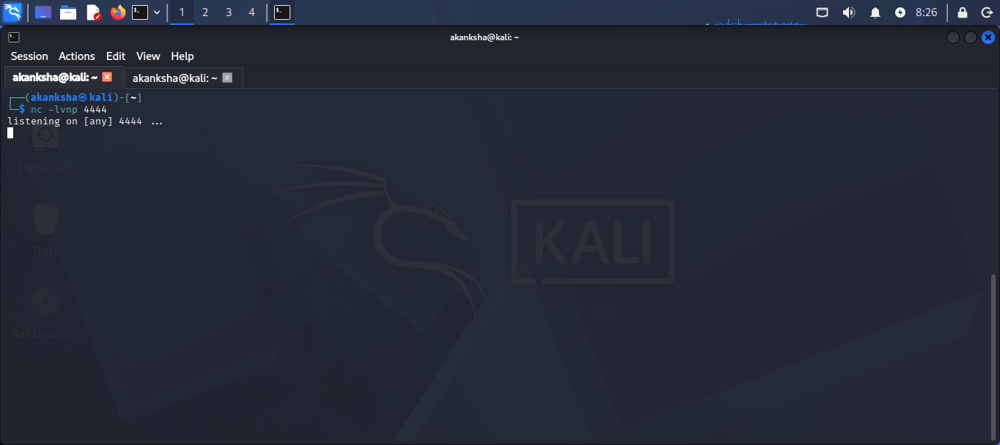 1 2 3 4 8:26
akanksha@kali: ~
Session Actions Edit View Help
akanksha@kali: ~ akanksha@kali: ~
┌──(akanksha㉿kali)-[~]
└─$ nc -lvnp 4444
listening on [any] 4444 ...
File System
KALI
Trash
Kali Linux a...